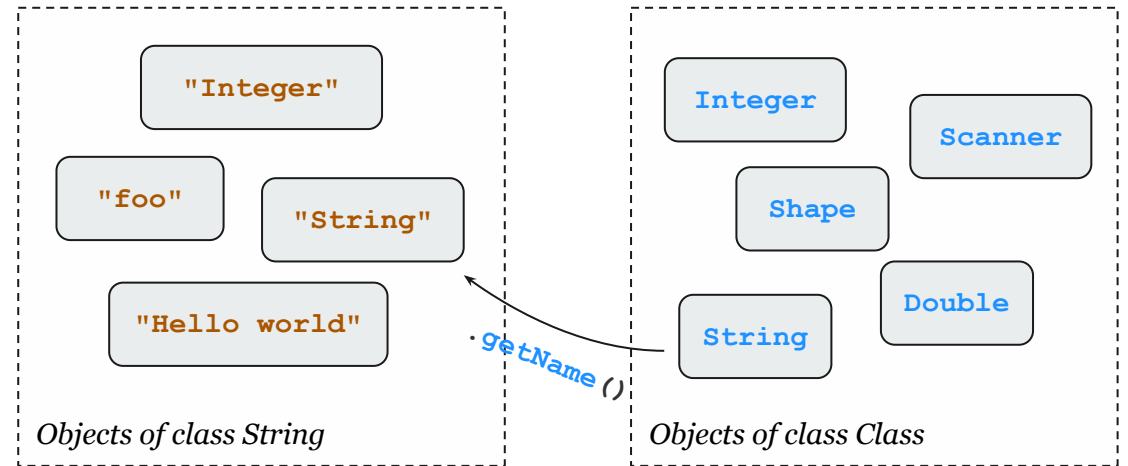 "Integer"
"foo"
"String"
"Hello world"
Objects of class String
.getName()
Integer
Scanner
Shape
Double
String
Objects of class Class